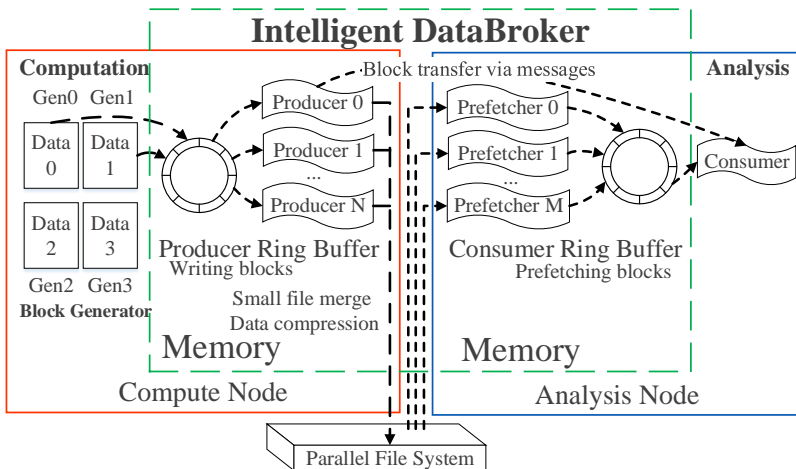 Intelligent DataBroker
Computation
Block transfer via messages
Analysis
Gen0 Gen1
Producer 0
Prefetcher 0
Data
0
Data
1
Producer 1
Prefetcher 1
Consumer
...
...
Producer N
Prefetcher M
Data
2
Data
3
Producer Ring Buffer
Writing blocks
Consumer Ring Buffer
Prefetching blocks
Gen2 Gen3
Block Generator
Small file merge
Data compression
Memory
Memory
Compute Node
Analysis Node
Parallel File System